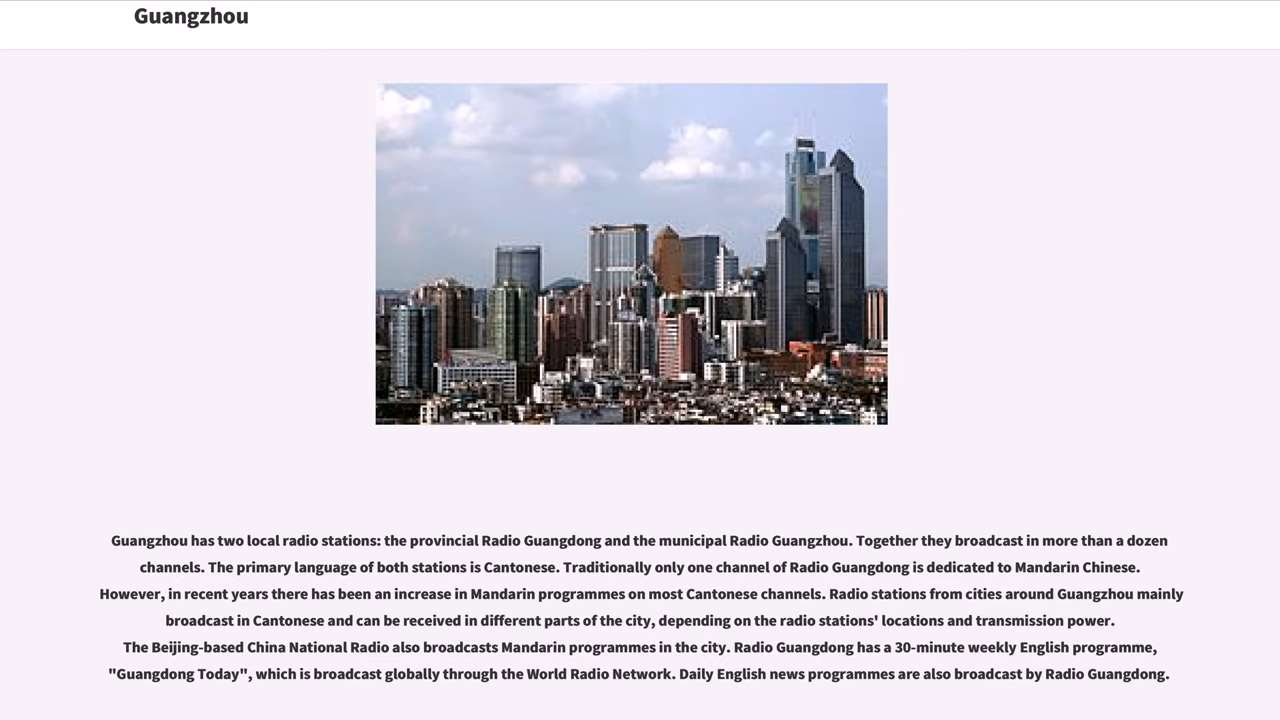 Guangzhou
Guangzhou has two local radio stations: the provincial Radio Guangdong and the municipal Radio Guangzhou. Together they broadcast in more than a dozen
channels. The primary language of both stations is Cantonese. Traditionally only one channel of Radio Guangdong is dedicated to Mandarin Chinese.
However, in recent years there has been an increase in Mandarin programmes on most Cantonese channels. Radio stations from cities around Guangzhou mainly
broadcast in Cantonese and can be received in different parts of the city, depending on the radio stations' locations and transmission power.
The Beijing-based China National Radio also broadcasts Mandarin programmes in the city. Radio Guangdong has a 30-minute weekly English programme,
"Guangdong Today", which is broadcast globally through the World Radio Network. Daily English news programmes are also broadcast by Radio Guangdong.